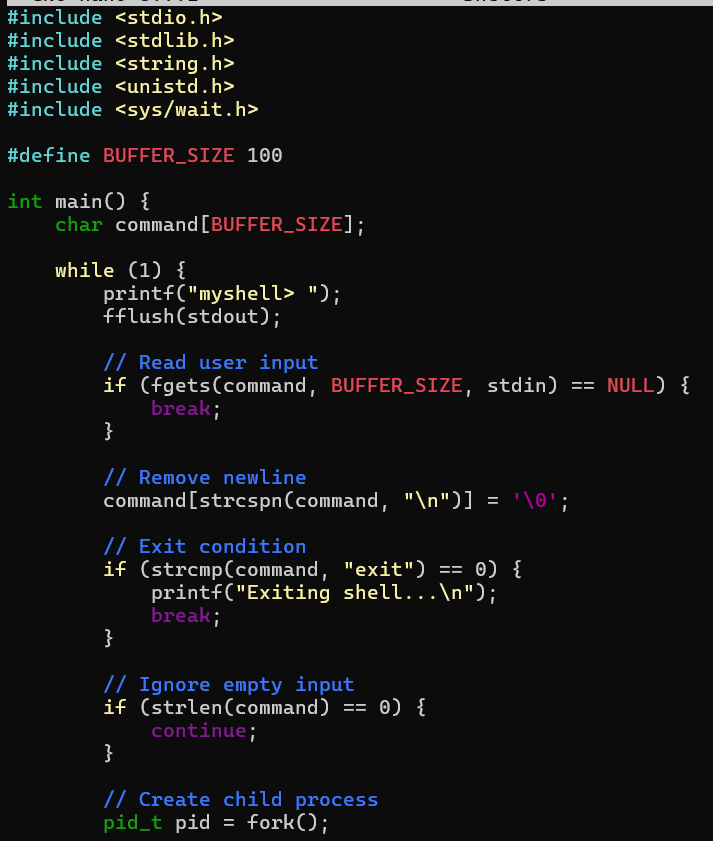 #include <stdio.h>
#include <stdlib.h>
#include <string.h>
#include <unistd.h>
#include <sys/wait.h>

#define BUFFER_SIZE 100

int main() {
    char command[BUFFER_SIZE];

    while (1) {
        printf("myshell> ");
        fflush(stdout);

        // Read user input
        if (fgets(command, BUFFER_SIZE, stdin) == NULL) {
            break;
        }

        // Remove newline
        command[strcspn(command, "\n")] = '\0';

        // Exit condition
        if (strcmp(command, "exit") == 0) {
            printf("Exiting shell...\n");
            break;
        }

        // Ignore empty input
        if (strlen(command) == 0) {
            continue;
        }

        // Create child process
        pid_t pid = fork();